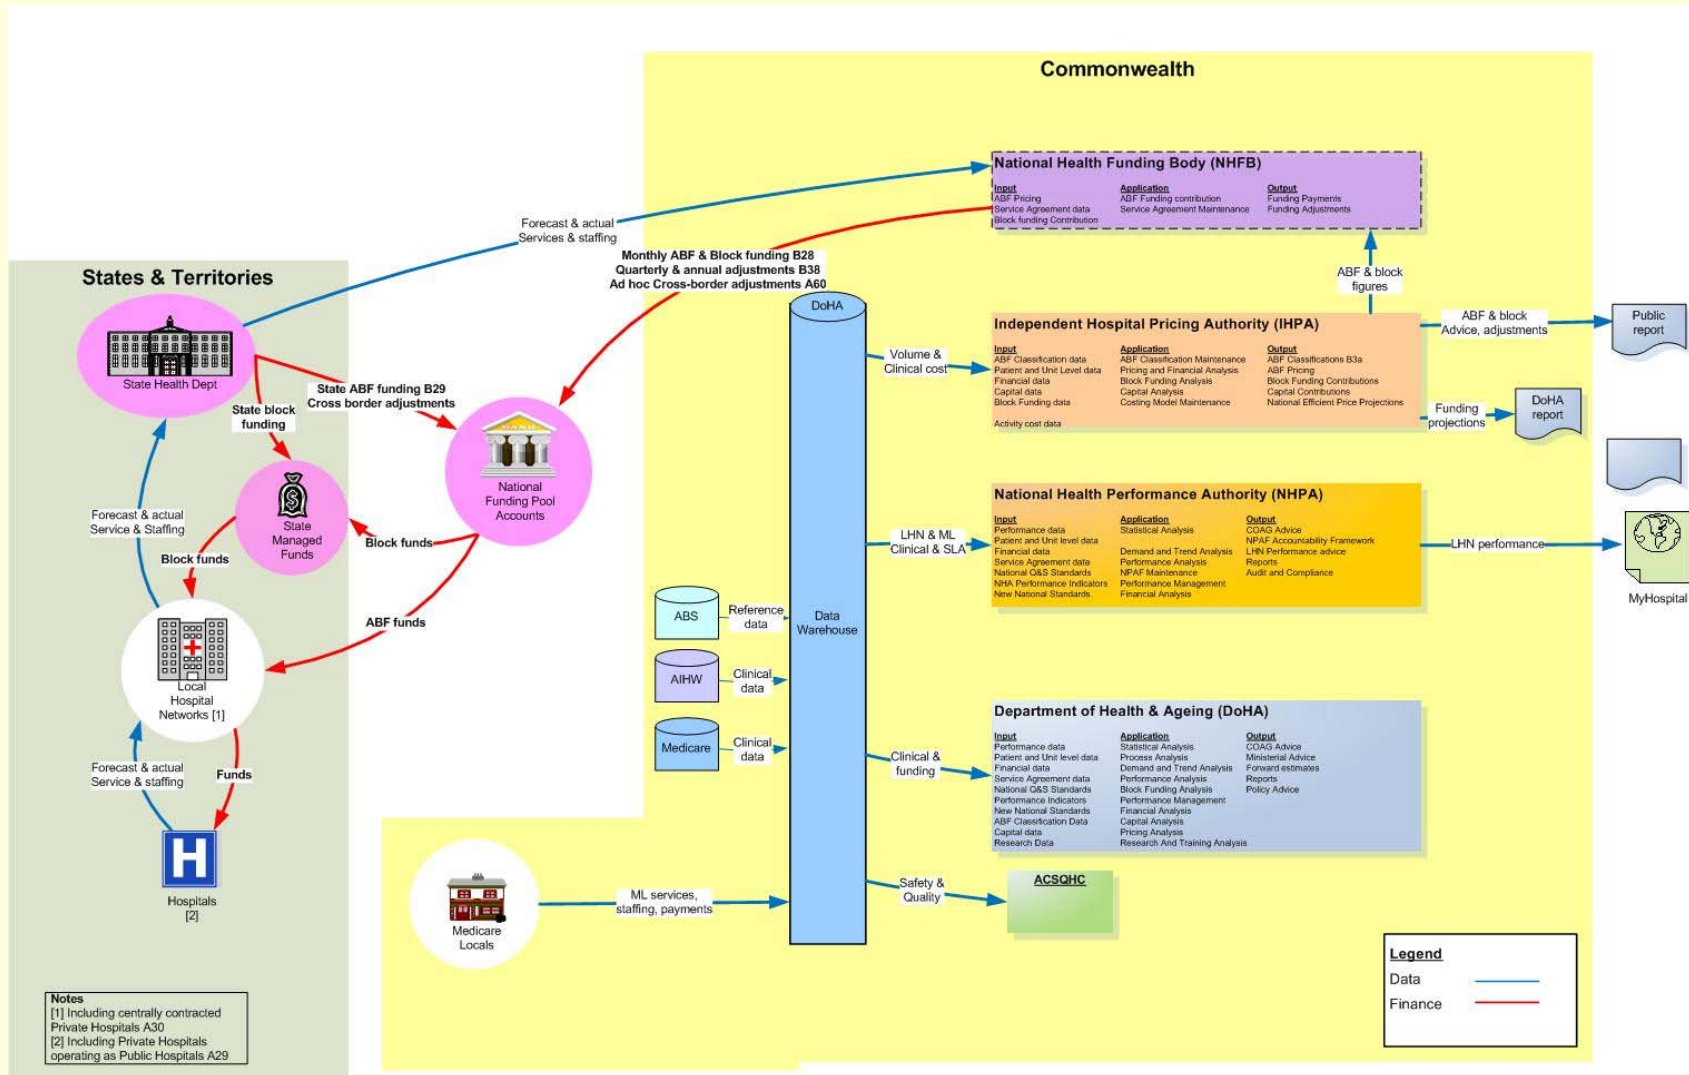 Commonwealth
National Health Funding Body (NHFB)
Input
ABF Pricing
Service Agreement data
Block funding Contribution
Application
ABF Funding contribution
Service Agreement Maintenance
Output
Funding Payments
Funding Adjustments
Forecast & actual
Services & staffing
Monthly ABF & Block funding B28
Quarterly & annual adjustments B38
Ad hoc Cross-border adjustments A60
ABF & block
figures
States & Territories
State Health Dept
State ABF funding B29
Cross border adjustments
State block
funding
National
Funding Pool
Accounts
State
Managed
Funds
Block funds
Block funds
ABF funds
Forecast & actual
Service & Staffing
Local
Hospital
Networks [1]
Forecast & actual
Service & staffing
Funds
H
Hospitals
[2]
Notes
[1] Including centrally contracted
Private Hospitals A30
[2] Including Private Hospitals
operating as Public Hospitals A29
DoHA
Data
Warehouse
ABS
Reference
data
AIHW
Clinical
data
Medicare
Clinical
data
Medicare
Locals
ML services,
staffing, payments
Volume &
Clinical cost
Independent Hospital Pricing Authority (IHPA)
Input
ABF Classification data
Patient and Unit Level data
Financial data
Capital data
Block Funding data
Activity cost data
Application
ABF Classification Maintenance
Pricing and Financial Analysis
Block Funding Analysis
Capital Analysis
Costing Model Maintenance
Output
ABF Classifications B3a
ABF Pricing
Block Funding Contributions
Capital Contributions
National Efficient Price Projections
ABF & block
Advice, adjustments
Public
report
Funding
projections
DoHA
report
LHN & ML
Clinical & SLA
National Health Performance Authority (NHPA)
Input
Performance data
Patient and Unit level data
Financial data
Service Agreement data
National Q&S Standards
NHA Performance Indicators
New National Standards
Application
Statistical Analysis
Demand and Trend Analysis
Performance Analysis
NPAF Maintenance
Performance Management
Financial Analysis
Output
COAG Advice
NPAF Accountability Framework
LHN Performance advice
Reports
Audit and Compliance
LHN performance
MyHospital
Clinical &
funding
Department of Health & Ageing (DoHA)
Input
Performance data
Patient and Unit level data
Financial data
Service Agreement data
National Q&S Standards
Performance Indicators
New National Standards
ABF Classification Data
Capital data
Research Data
Application
Statistical Analysis
Process Analysis
Demand and Trend Analysis
Performance Analysis
Block Funding Analysis
Performance Management
Financial Analysis
Capital Analysis
Pricing Analysis
Research And Training Analysis
Output
COAG Advice
Ministerial Advice
Forward estimates
Reports
Policy Advice
Safety &
Quality
ACSQHC
Legend
Data
Finance